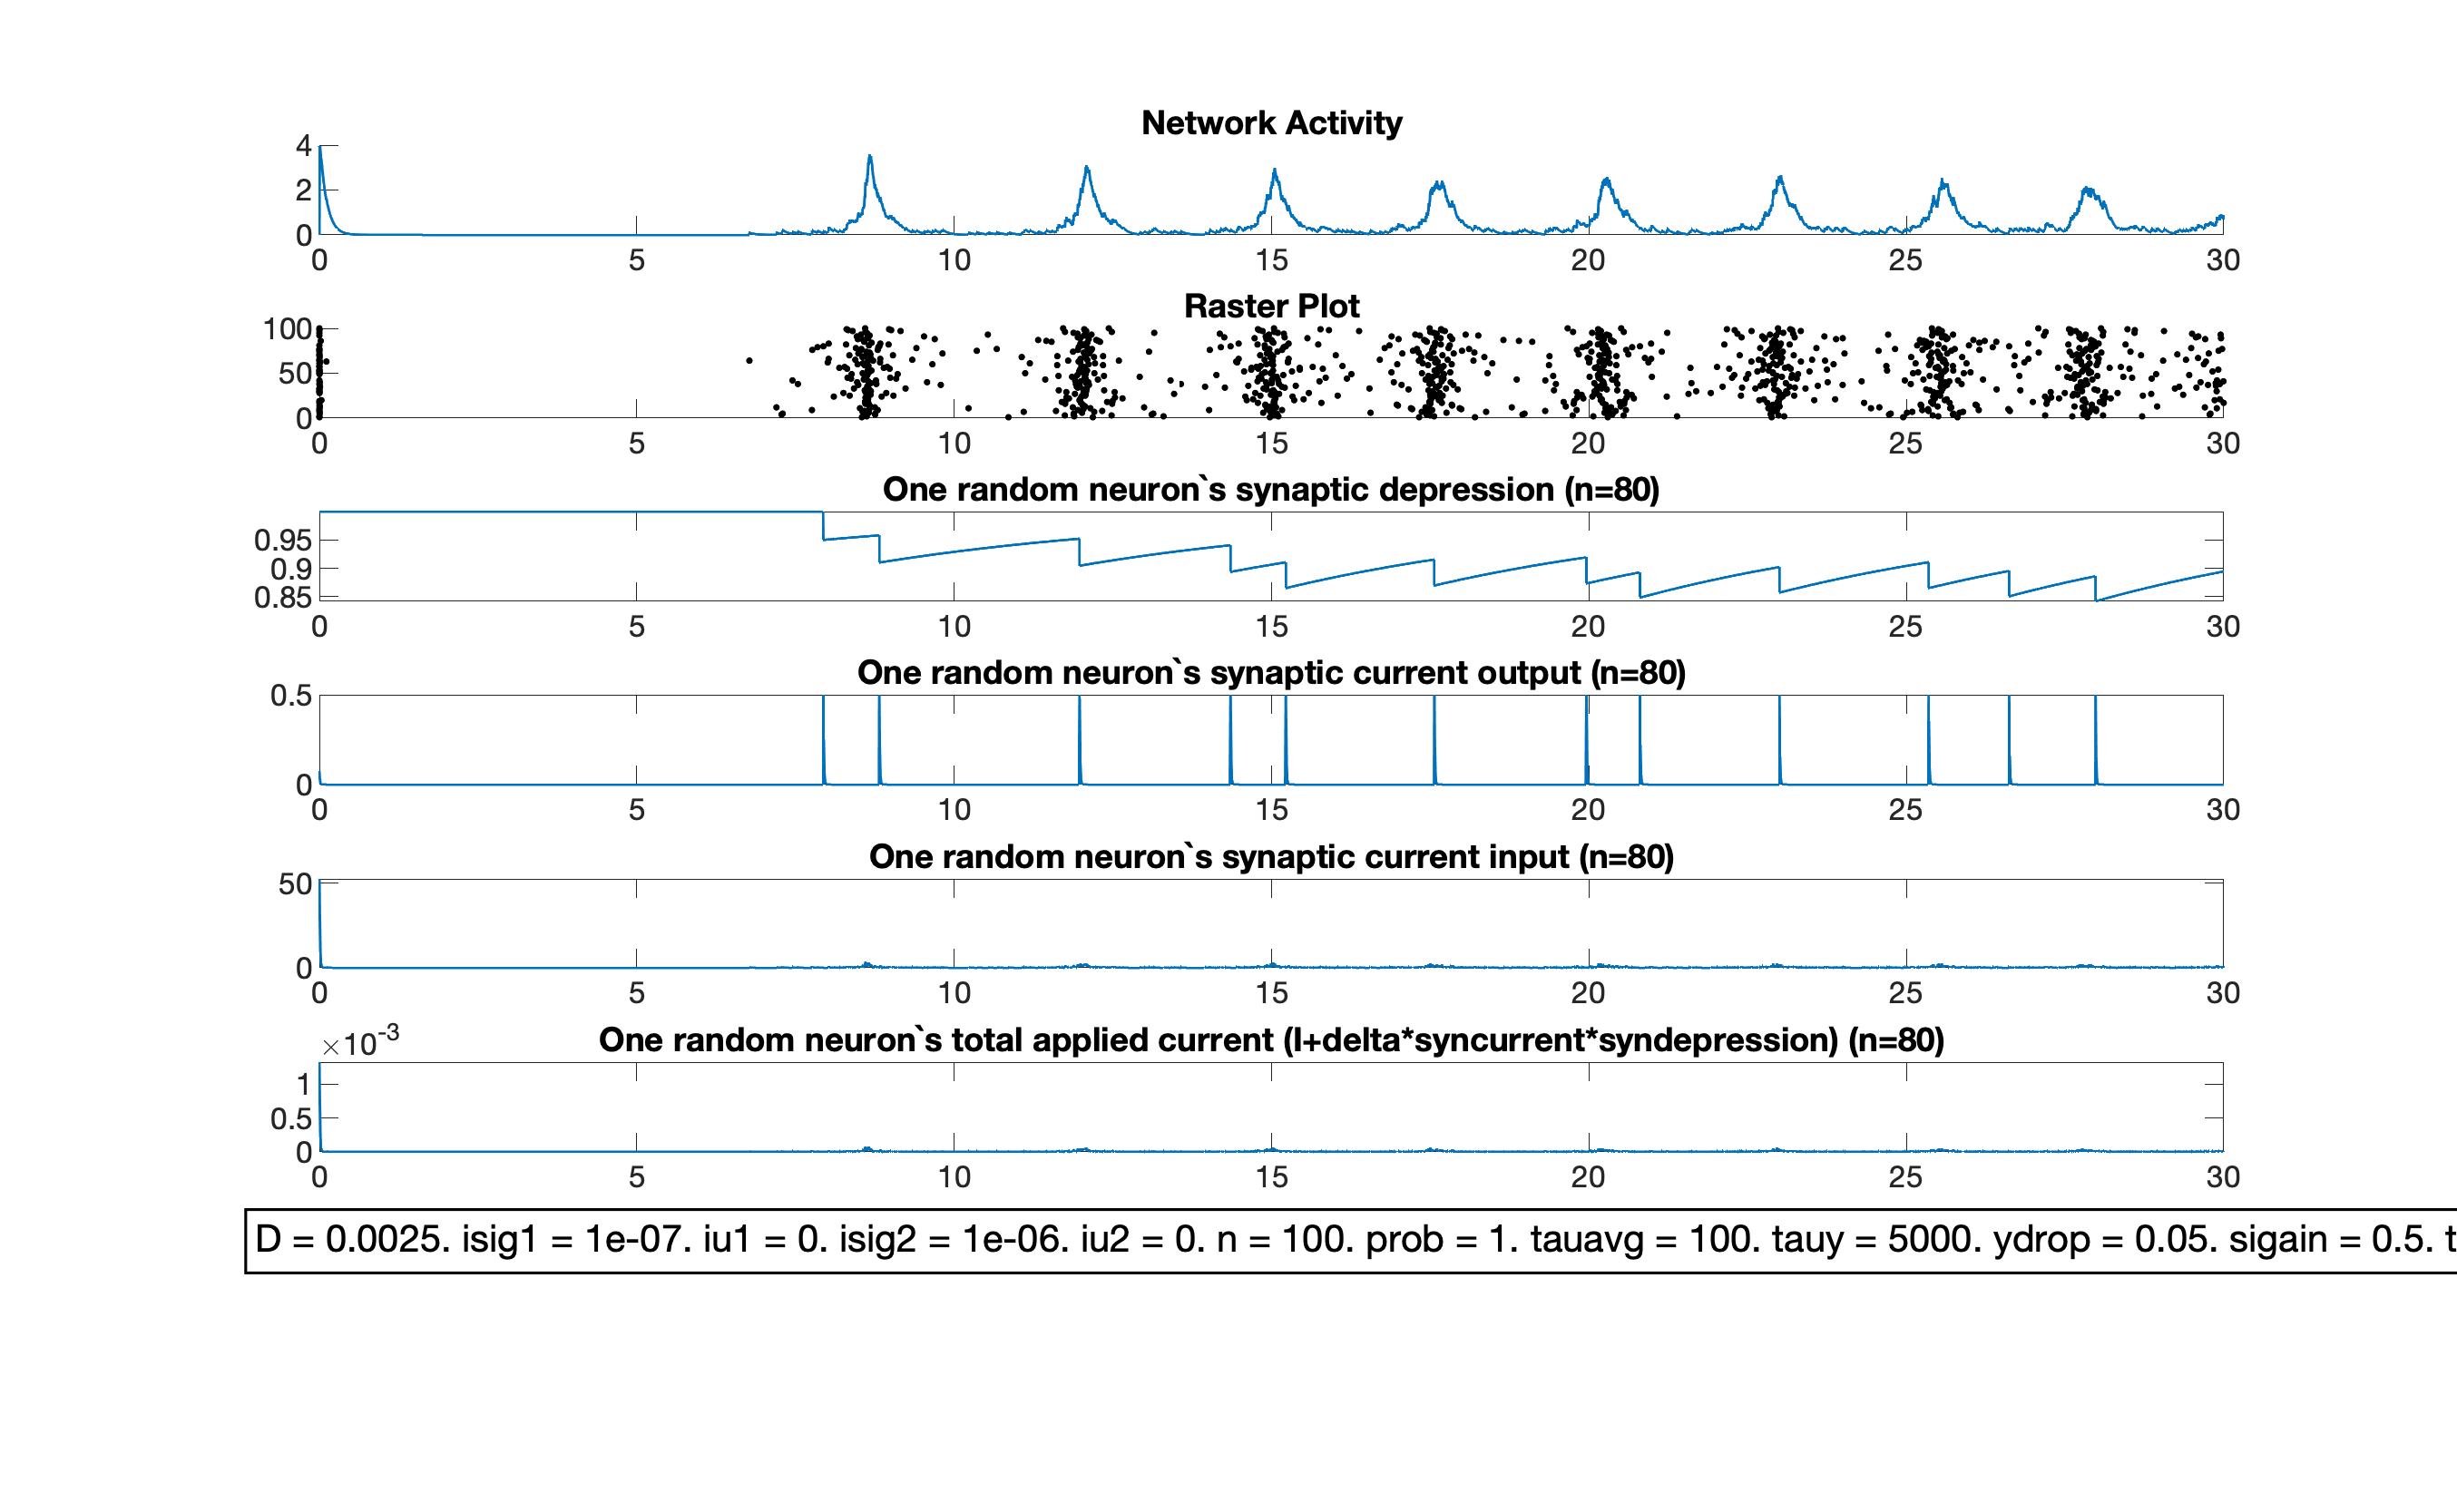 Network Activity
4
2
0
0 5 10 15 20 25 30
Raster Plot
100
50
0
0 5 10 15 20 25 30
One random neuron`s synaptic depression (n=80)
0.95
0.9
0.85
0 5 10 15 20 25 30
One random neuron`s synaptic current output (n=80)
0.5
0
0 5 10 15 20 25 30
One random neuron`s synaptic current input (n=80)
50
0
0 5 10 15 20 25 30
×10-3 One random neuron`s total applied current (I+delta*syncurrent*syndepression) (n=80)
1
0.5
0
0 5 10 15 20 25 30
D = 0.0025. isig1 = 1e-07. iu1 = 0. isig2 = 1e-06. iu2 = 0. n = 100. prob = 1. tauavg = 100. tauy = 5000. ydrop = 0.05. sigain = 0.5. t